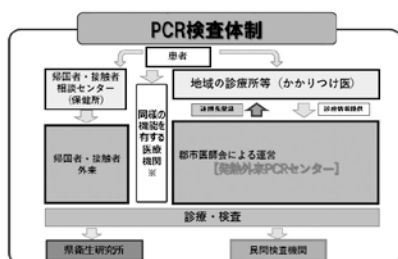 PCR検査体制
患者
帰国者・接触者
相談センター
(保健所)
同様の
機能を
有する
医療
機関
※
地域の診療所等(かかりつけ医)
診療情報提供
帰国者・接触者
外来
郡市医師会による運営
【発熱外来PCRセンター】
診療・検査
県衛生研究所
民間検査機関